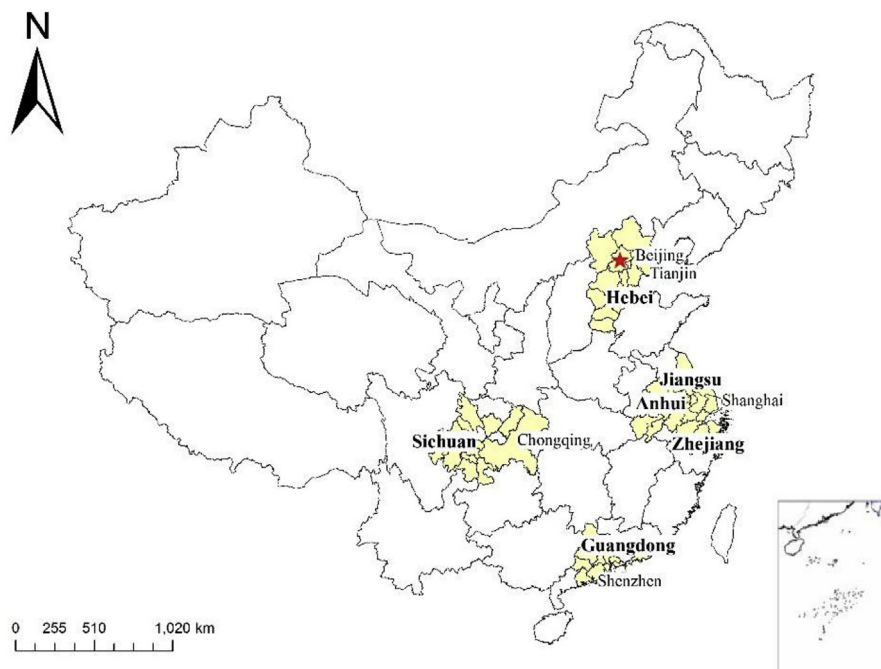 N
Beijing
Tianjin
Hebei
Jiangsu
Anhui
Shanghai
Zhejiang
Sichuan
Chongqing
Guangdong
Shenzhen
0 255 510 1,020 km